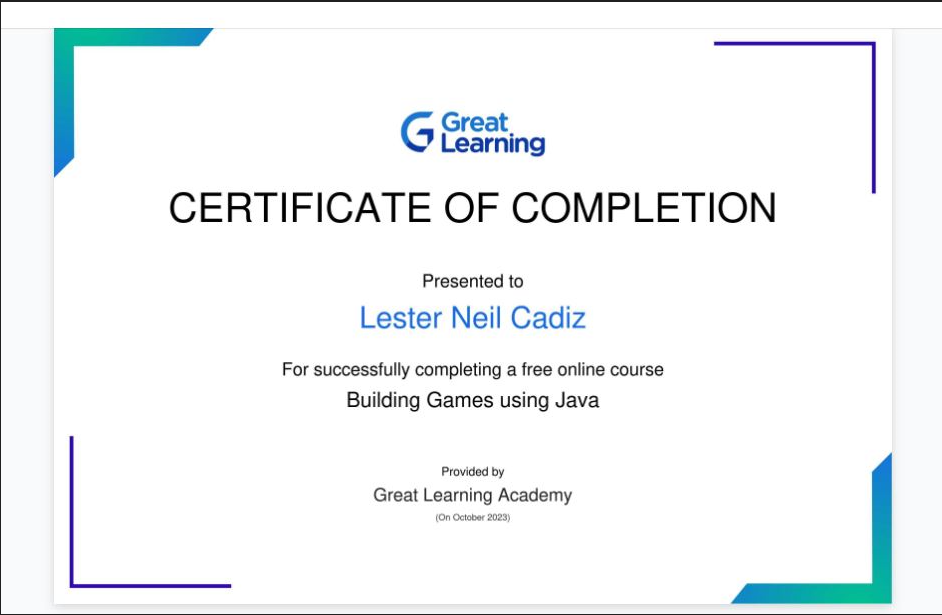 Great
Learning
CERTIFICATE OF COMPLETION
Presented to
Lester Neil Cadiz
For successfully completing a free online course
Building Games using Java
Provided by
Great Learning Academy
(On October 2023)